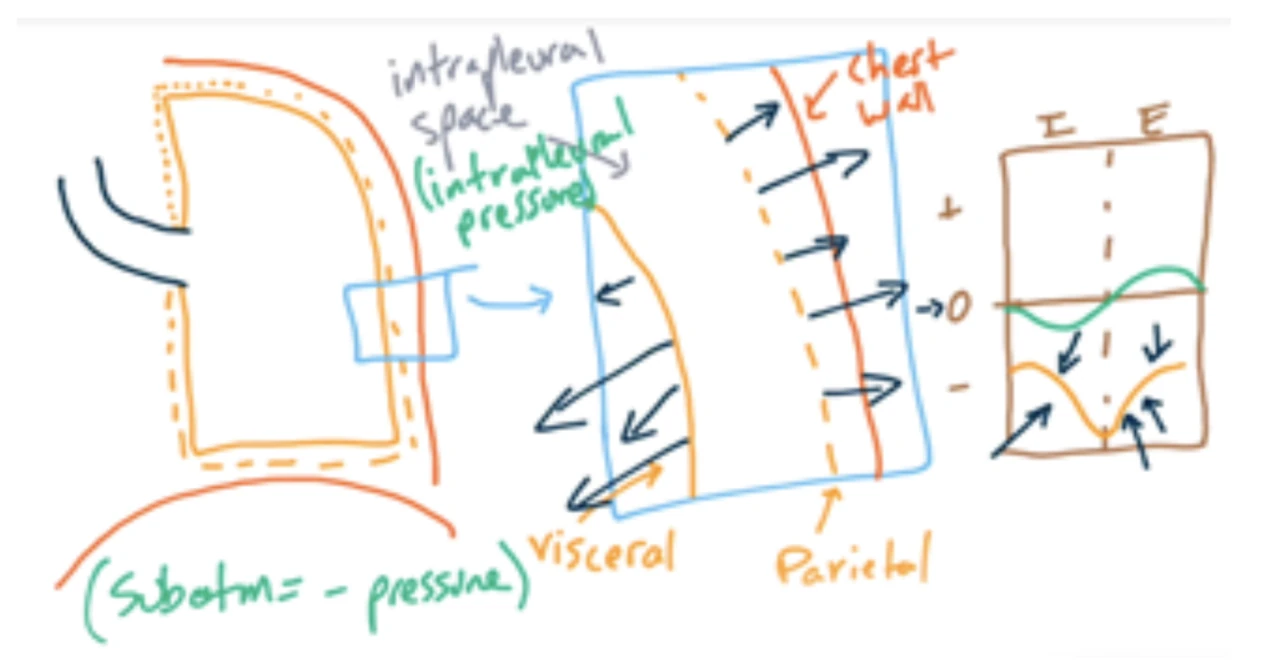 intrapleural
space
(intrapleural
pressure)
chest
wall
I E
+
→0
-
visceral
Parietal
(Subatm= - pressure)